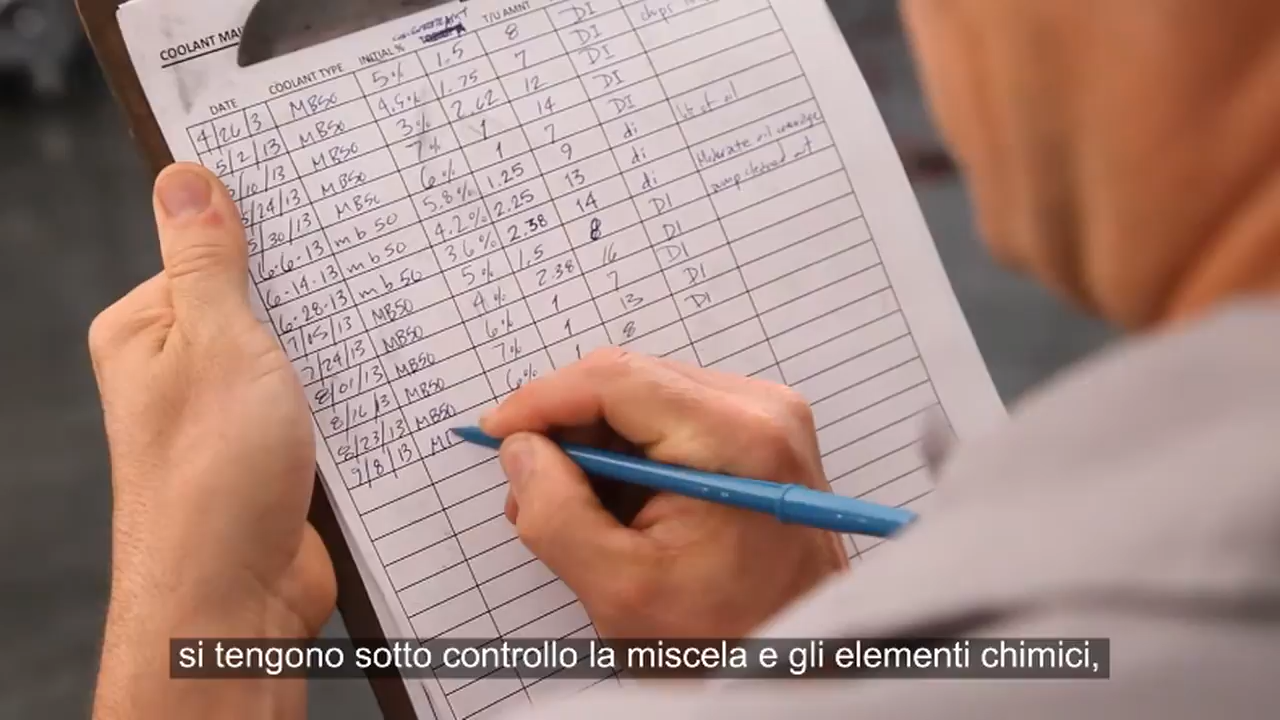 COOLANT MAI
DATE COOLANT TYPE INITIAL % T/U AMNT
4/26/3 MB50 5% 1.5 8 DI
5/2/13 MB50 4.5% 1.75 7 DI
/10/13 MB50 3% 2.62 12 DI
5/24/13 MB50 7% 1 14 DI
5/30/13 MB50 6% 1 7 DI
6-6-13 mb 50 5.8% 1.25 9 di
6-14-13 mb 50 4.2% 2.25 13 di
6-28-13 mb 50 3.6% 2.38 14 di
7/05/13 MB50 5% 1.5 8 DI
7/24/13 MB50 4% 2.38 16 DI
8/01/13 MB50 6% 1 7 DI
8/16/13 MB50 7% 1 13 DI
8/23/13 MB50 6% 1 8 DI
9/8/13 M
chips
lot of oil
Moderate oil
pump cleaned out
si tengono sotto controllo la miscela e gli elementi chimici,